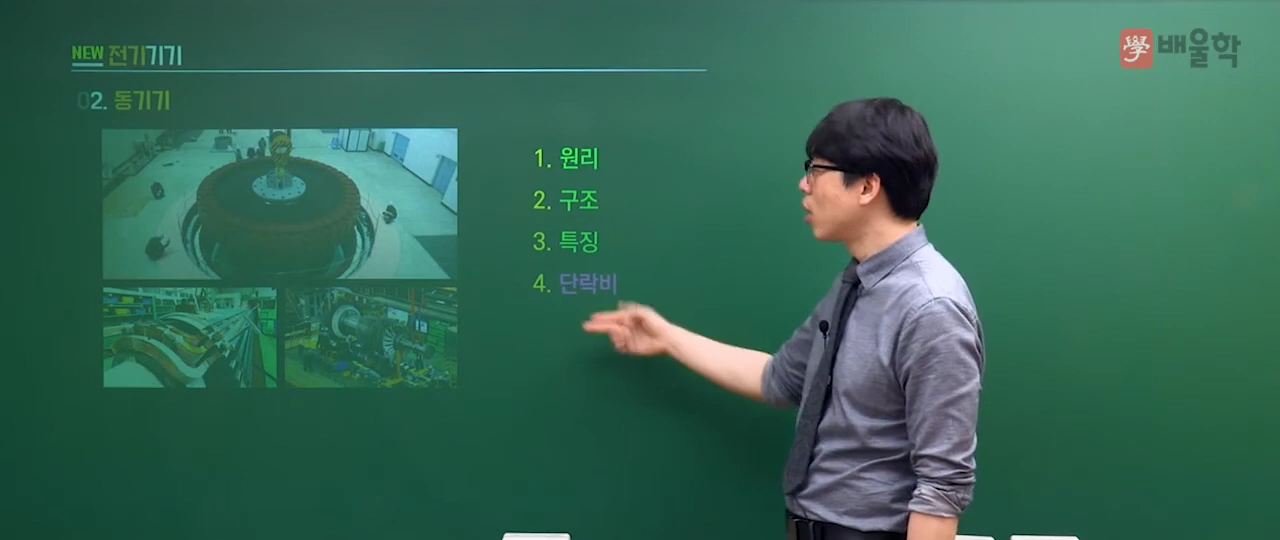 NEW 전기기기
學 배울학
02. 동기기
1. 원리
2. 구조
3. 특징
4. 단락비